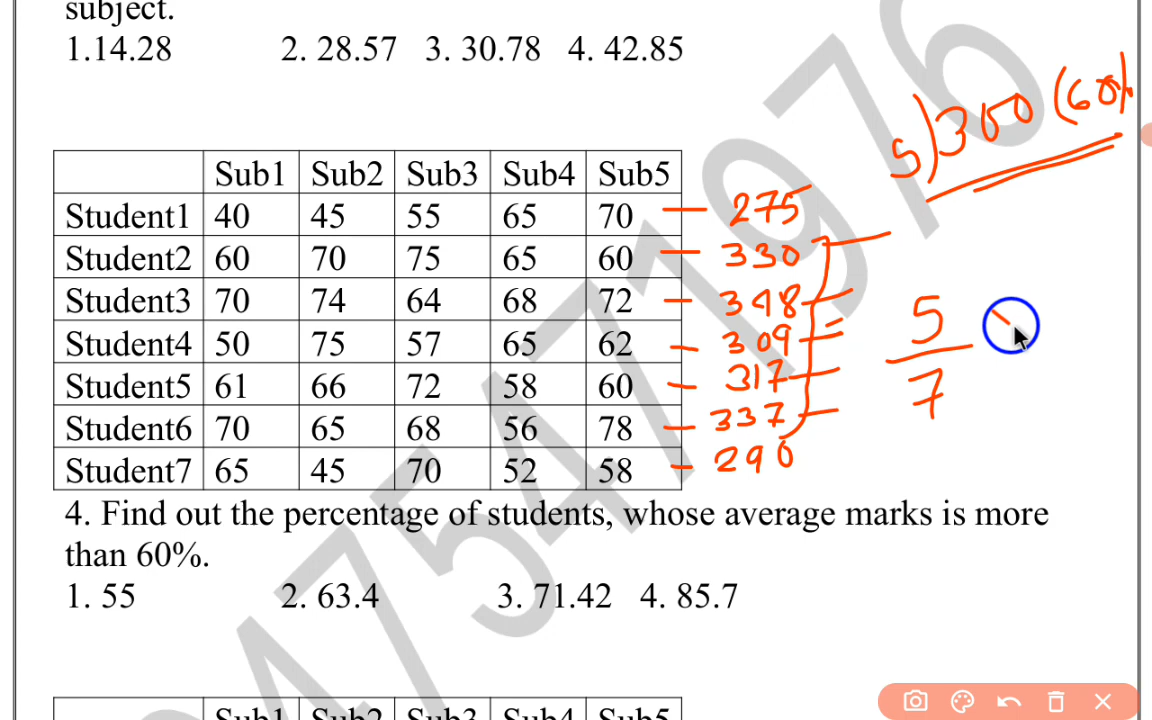 subject.
1.14.28 2. 28.57 3. 30.78 4. 42.85
5)300(60%
Sub1 Sub2 Sub3 Sub4 Sub5
Student1 40 45 55 65 70 — 275
Student2 60 70 75 65 60 — 330
Student3 70 74 64 68 72 — 348
Student4 50 75 57 65 62 — 309
Student5 61 66 72 58 60 — 317
Student6 70 65 68 56 78 — 337
Student7 65 45 70 52 58 — 290
5
7
4. Find out the percentage of students, whose average marks is more
than 60%.
1. 55 2. 63.4 3. 71.42 4. 85.7
Sub1 Sub2 Sub3 Sub4 Sub5